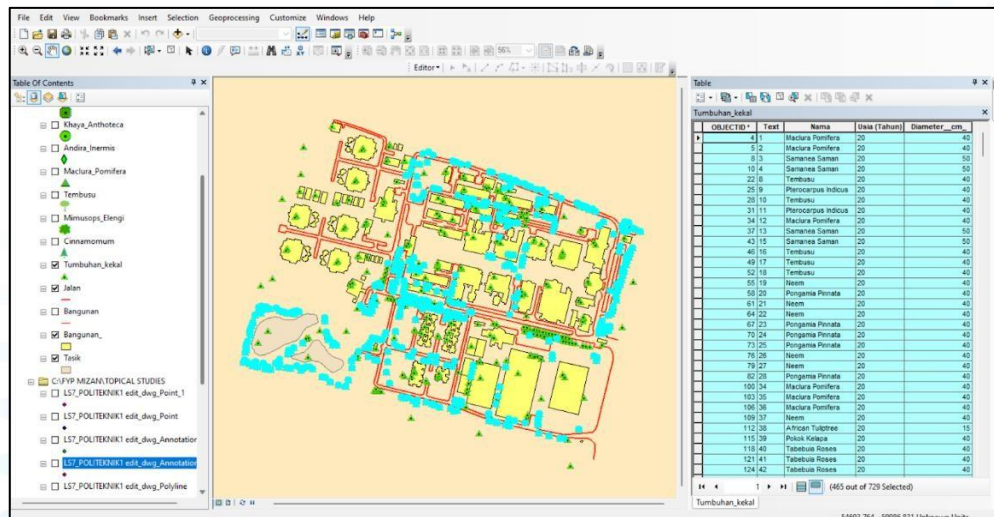 File Edit View Bookmarks Insert Selection Geoprocessing Customize Windows Help
56%
Editor
Table Of Contents
Khaya_Anthoteca
Andira_Inermis
Maclura_Pomifera
Tembusu
Mimusops_Elengi
Cinnamomum
Tumbuhan_kekal
Jalan
Bangunan
Bangunan_
Tasik
C:\FYP MIZAN\TOPICAL STUDIES
LS7_POLITEKNIK1 edit_dwg_Point_1
LS7_POLITEKNIK1 edit_dwg_Point
LS7_POLITEKNIK1 edit_dwg_Annotation
LS7_POLITEKNIK1 edit_dwg_Annotation
LS7_POLITEKNIK1 edit_dwg_Polyline
Table
Tumbuhan_kekal
OBJECTID * Text Nama Usia (Tahun) Diameter__cm_
4 1 Maclura Pomifera 20 40
5 2 Maclura Pomifera 20 40
8 3 Samanea Saman 20 50
10 4 Samanea Saman 20 50
22 8 Tembusu 20 40
25 9 Pterocarpus Indicus 20 40
28 10 Tembusu 20 40
31 11 Pterocarpus Indicus 20 40
34 12 Maclura Pomifera 20 40
37 13 Samanea Saman 20 50
43 15 Samanea Saman 20 50
46 16 Tembusu 20 40
49 17 Tembusu 20 40
52 18 Tembusu 20 40
55 19 Neem 20 40
58 20 Pongamia Pinnata 20 40
61 21 Neem 20 40
64 22 Neem 20 40
67 23 Pongamia Pinnata 20 40
70 24 Pongamia Pinnata 20 40
73 25 Pongamia Pinnata 20 40
76 26 Neem 20 40
79 27 Neem 20 40
82 28 Pongamia Pinnata 20 40
100 34 Maclura Pomifera 20 40
103 35 Maclura Pomifera 20 40
106 36 Maclura Pomifera 20 40
109 37 Neem 20 40
112 38 African Tuliptree 20 15
115 39 Pokok Kelapa 20 40
118 40 Tabebuia Roses 20 40
121 41 Tabebuia Roses 20 40
124 42 Tabebuia Roses 20 40
1 (465 out of 729 Selected)
Tumbuhan_kekal